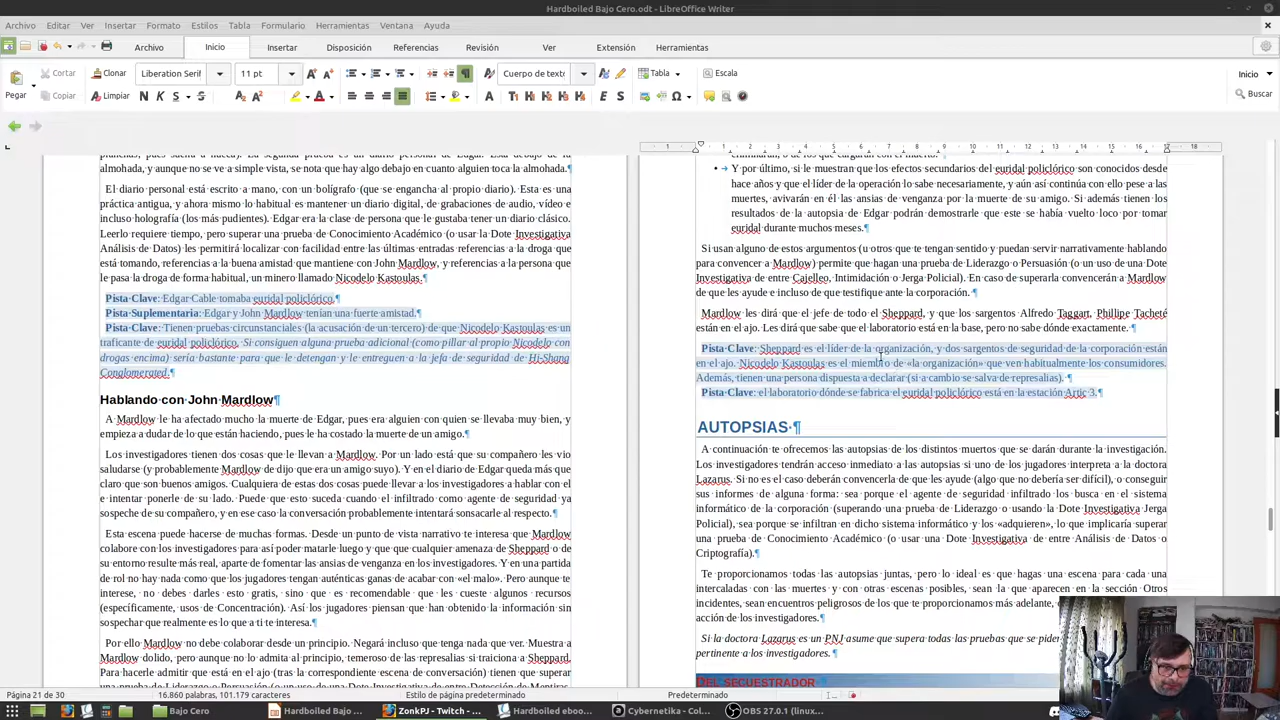 Hardboiled Bajo Cero.odt - LibreOffice Writer
Archivo Editar Ver Insertar Formato Estilos Tabla Formulario Herramientas Ventana Ayuda
Archivo Inicio Insertar Disposición Referencias Revisión Ver Extensión Herramientas
Cortar Clonar Liberation Serif 11 pt Cuerpo de texto Tabla Escala Inicio
Pegar Copiar Limpiar N K S S Buscar
almohada, y aunque no se ve a simple vista, se nota que hay algo debajo en cuanto alguien toca la almohada.¶
El diario personal está escrito a mano, con un bolígrafo (que se engancha al propio diario). Esta es una
práctica antigua, y ahora mismo lo habitual es mantener un diario digital, de grabaciones de audio, vídeo e
incluso holografía (los más pudientes). Edgar era la clase de persona que le gustaba tener un diario clásico.
Leerlo requiere tiempo, pero superar una prueba de Conocimiento Académico (o usar la Dote Investigativa
Análisis de Datos) les permitirá localizar con facilidad entre las últimas entradas referencias a la droga que
está tomando, referencias a la buena amistad que mantiene con John Mardlow, y referencias a la persona que
le pasa la droga de forma habitual, un minero llamado Nicodelo Kastoulas.¶
Pista Clave: Edgar Cable tomaba euridal policlórico.¶
Pista Suplementaria: Edgar y John Mardlow tenían una fuerte amistad.¶
Pista Clave: Tienen pruebas circunstanciales (la acusación de un tercero) de que Nicodelo Kastoulas es un
traficante de euridal policlórico. Si consiguen alguna prueba adicional (como pillar al propio Nicodelo con
drogas encima) sería bastante para que le detengan y le entreguen a la jefa de seguridad de Hi-Shang
Conglomerated.¶
Hablando con John Mardlow¶
A Mardlow le ha afectado mucho la muerte de Edgar, pues era alguien con quien se llevaba muy bien, y
empieza a dudar de lo que están haciendo, pues le ha costado la muerte de un amigo.¶
Los investigadores tienen dos cosas que le llevan a Mardlow. Por un lado está que su compañero les vio
saludarse (y probablemente Mardlow de dijo que era un amigo suyo). Y en el diario de Edgar queda más que
claro que son buenos amigos. Cualquiera de estas dos cosas puede llevar a los investigadores a hablar con el
e intentar ponerle de su lado. Puede que esto suceda cuando el infiltrado como agente de seguridad ya
sospeche de su compañero, y en ese caso la conversación probablemente intentará sonsacarle al respecto.¶
Esta escena puede hacerse de muchas formas. Desde un punto de vista narrativo te interesa que Mardlow
colabore con los investigadores para así poder matarle luego y que que cualquier amenaza de Sheppard o de
su entorno resulte más real, aparte de fomentar las ansias de venganza en los investigadores. Y en una partida
de rol no hay nada como que los jugadores tengan auténticas ganas de acabar con «el malo». Pero aunque te
interese, no debes darles esto gratis, sino que es recomendable que les cueste algunos recursos
(específicamente, usos de Concentración). Así los jugadores piensan que han obtenido la información sin
sospechar que realmente es lo que a ti te interesa.¶
Por ello Mardlow no debe colaborar desde un principio. Negará incluso que tenga nada que ver. Muestra a
Mardlow dolido, pero aunque no lo admita al principio, temeroso de las represalias si traiciona a Sheppard.
Para hacerle admitir que está en el ajo (tras la correspondiente escena de conversación) tienen que superar
Y por último, si le muestran que los efectos secundarios del euridal policlórico son conocidos desde
hace años y que el líder de la operación lo sabe necesariamente, y aún así continúa con ello pese a las
muertes, avivarán en él las ansias de venganza por la muerte de su amigo. Si además tienen los
resultados de la autopsia de Edgar podrán demostrarle que este se había vuelto loco por tomar
euridal durante muchos meses.¶
Si usan alguno de estos argumentos (u otros que te tengan sentido y puedan servir narrativamente hablando
para convencer a Mardlow) permite que hagan una prueba de Liderazgo o Persuasión (o un uso de una Dote
Investigativa de entre Cajelleo, Intimidación o Jerga Policial). En caso de superarla convencerán a Mardlow
de que les ayude e incluso de que testifique ante la corporación. ¶
Mardlow les dirá que el jefe de todo el Sheppard, y que los sargentos Alfredo Taggart, Phillipe Tacheté
están en el ajo. Les dirá que sabe que el laboratorio está en la base, pero no sabe dónde exactamente. ¶
Pista Clave: Sheppard es el líder de la organización, y dos sargentos de seguridad de la corporación están
en el ajo. Nicodelo Kastoulas es el miembro de «la organización» que ven habitualmente los consumidores.
Además, tienen una persona dispuesta a declarar (si a cambio se salva de represalias). ¶
Pista Clave: el laboratorio dónde se fabrica el euridal policlórico está en la estación Artic 3.¶
AUTOPSIAS ¶
A continuación te ofrecemos las autopsias de los distintos muertos que se darán durante la investigación.
Los investigadores tendrán acceso inmediato a las autopsias si uno de los jugadores interpreta a la doctora
Lazarus. Si no es el caso deberán convencerla de que les ayude (algo que no debería ser difícil), o conseguir
sus informes de alguna forma: sea porque el agente de seguridad infiltrado los busca en el sistema
informático de la corporación (superando una prueba de Liderazgo o usando la Dote Investigativa Jerga
Policial), sea porque se infiltran en dicho sistema informático y los «adquieren», lo que implicaría superar
una prueba de Conocimiento Académico (o usar una Dote Investigativa de entre Análisis de Datos o
Criptografía).¶
Te proporcionamos todas las autopsias juntas, pero lo ideal es que hagas una escena para cada una
intercaladas con las muertes y con otras escenas posibles, sean la que aparecen en la sección Otros
incidentes, sean encuentros peligrosos de los que te proporcionamos más adelante,
acción de los investigadores.¶
Si la doctora Lazarus es un PNJ asume que supera todas las pruebas que se piden
pertinente a los investigadores. ¶
DEL SECUESTRADOR
Página 21 de 30 16.860 palabras, 101.179 caracteres Estilo de página predeterminado Predeterminado
Bajo Cero Hardboiled Bajo ... ZonkPJ - Twitch - ... Hardboiled eboo... Cybernetika - Co... OBS 27.0.1 (linux...